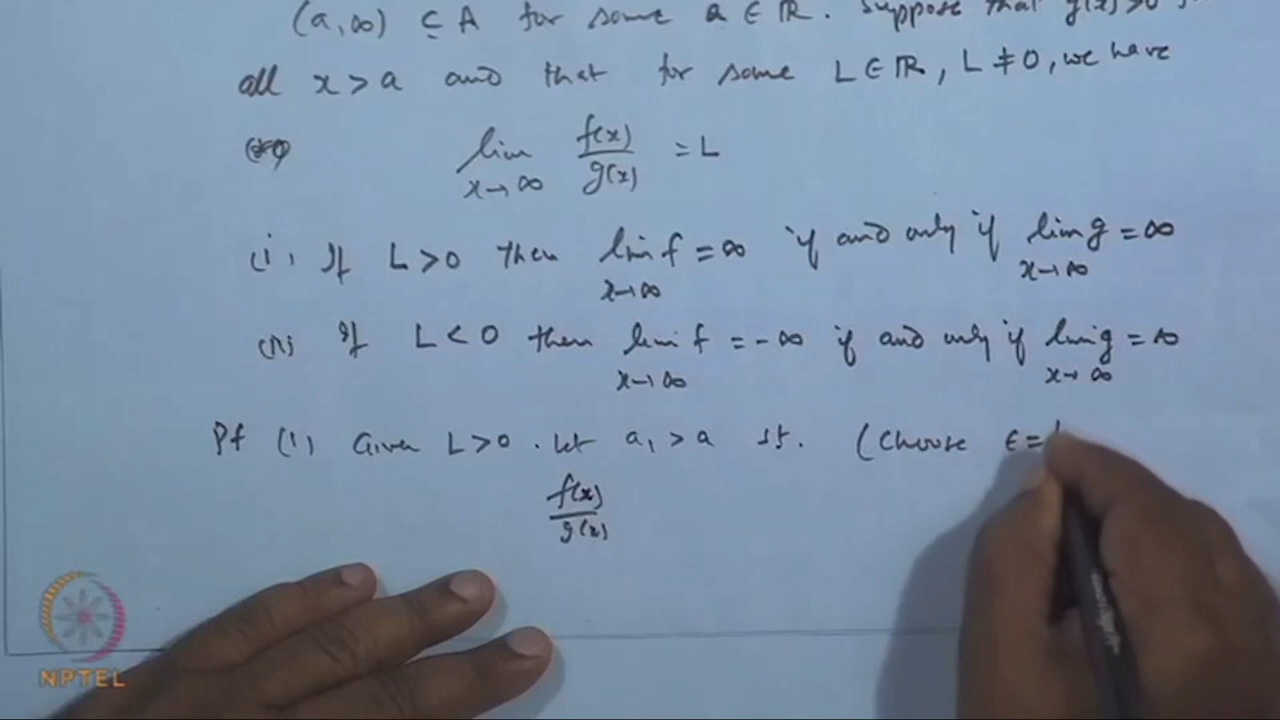 (a, ∞) ⊆ A for some a ∈ ℝ. Suppose that g(x) > 0
all x > a and that for some L ∈ ℝ, L ≠ 0, we have
lim x→∞ f(x)/g(x) = L
(i) If L > 0 then lim x→∞ f = ∞ if and only if lim x→∞ g = ∞
(ii) If L < 0 then lim x→∞ f = -∞ if and only if lim x→∞ g = ∞
Pf (i) Given L > 0. Let a₁ > a st. (Choose ε =
f(x)/g(x)
NPTEL